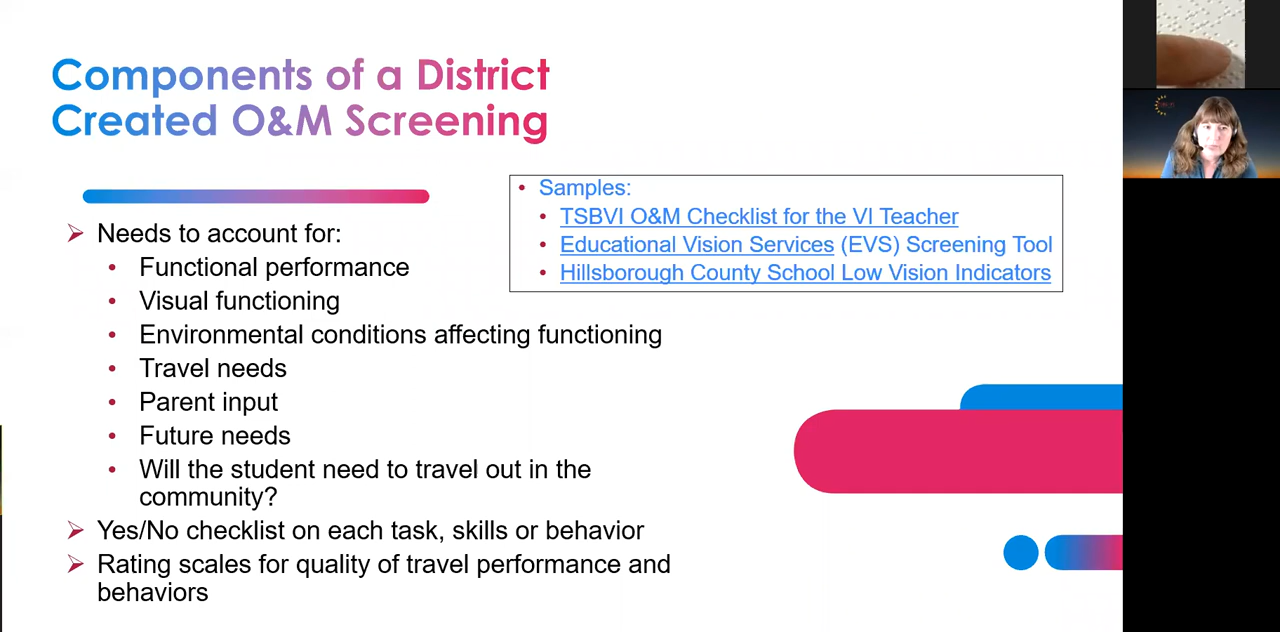 Components of a District
Created O&M Screening
Samples:
TSBVI O&M Checklist for the VI Teacher
Educational Vision Services (EVS) Screening Tool
Hillsborough County School Low Vision Indicators
Needs to account for:
Functional performance
Visual functioning
Environmental conditions affecting functioning
Travel needs
Parent input
Future needs
Will the student need to travel out in the
community?
Yes/No checklist on each task, skills or behavior
Rating scales for quality of travel performance and
behaviors